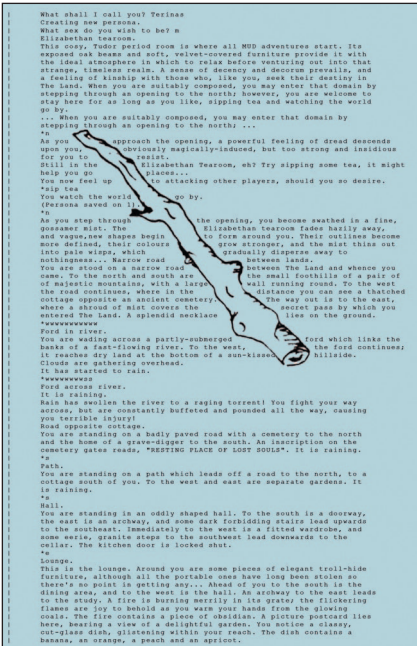 What shall I call you? Terinas
Creating new persona.
What sex do you wish to be? m
Elizabethan tearoom.
This cosy, Tudor period room is where all MUD adventures start. Its
exposed oak beams and soft, velvet-covered furniture provide it with
the ideal atmosphere in which to relax before venturing out into that
strange, timeless realm. A sense of decency and decorum prevails, and
a feeling of kinship with those who, like you, seek their destiny in
The Land. When you are suitably composed, you may enter that domain by
stepping through an opening to the north; however, you are welcome to
stay here for as long as you like, sipping tea and watching the world
go by.
... When you are suitably composed, you may enter that domain by
stepping through an opening to the north; ...
*n
As you approach the opening, a powerful feeling of dread descends
upon you, obviously magically-induced, but too strong and insidious
for you to resist.
Still in the Elizabethan Tearoom, eh? Try sipping some tea, it might
help you go places...
You now feel up to attacking other players, should you so desire.
*sip tea
You watch the world go by.
(Persona saved on 1).
*n
As you step through the opening, you become swathed in a fine,
gossamer mist. The Elizabethan tearoom fades hazily away,
and vague, new shapes begin to form around you. Their outlines become
more defined, their colours grow stronger, and the mist thins out
into pale wisps, which gradually disperse away to
nothingness... Narrow road between lands.
You are stood on a narrow road between The Land and whence you
came. To the north and south are the small foothills of a pair of
of majestic mountains, with a large wall running round. To the west
the road continues, where in the distance you can see a thatched
cottage opposite an ancient cemetery. The way out is to the east,
where a shroud of mist covers the secret pass by which you
entered The Land. A splendid necklace lies on the ground.
*wwwwwwwwww
Ford in river.
You are wading across a partly-submerged ford which links the
banks of a fast-flowing river. To the west, the ford continues;
it reaches dry land at the bottom of a sun-kissed hillside.
Clouds are gathering overhead.
It has started to rain.
Ford across river.
It is raining.
Rain has swollen the river to a raging torrent! You fight your way
across, but are constantly buffeted and pounded all the way, causing
you terrible injury!
Road opposite cottage.
You are standing on a badly paved road with a cemetery to the north
and the home of a grave-digger to the south. An inscription on the
cemetery gates reads, "RESTING PLACE OF LOST SOULS". It is raining.
*s
Path.
You are standing on a path which leads off a road to the north, to a
cottage south of you. To the west and east are separate gardens. It
is raining.
*s
Hall.
You are standing in an oddly shaped hall. To the south is a doorway,
the east is an archway, and some dark forbidding stairs lead upwards
to the southeast. Immediately to the west is a fitted wardrobe, and
some eerie, granite steps to the southwest lead downwards to the
cellar. The kitchen door is locked shut.
*e
Lounge.
This is the lounge. Around you are some pieces of elegant troll-hide
furniture, although all the portable ones have long been stolen so
there's no point in getting any... Ahead of you to the south is the
dining area, and to the west is the hall. An archway to the east leads
to the study. A fire is burning merrily in its grate; the flickering
flames are joy to behold as you warm your hands from the glowing
coals. The fire contains a piece of obsidian. A picture postcard lies
here, bearing a view of a delightful garden. You notice a classy,
cut-glass dish, glistening within your reach. The dish contains a
banana, an orange, a peach and an apricot.